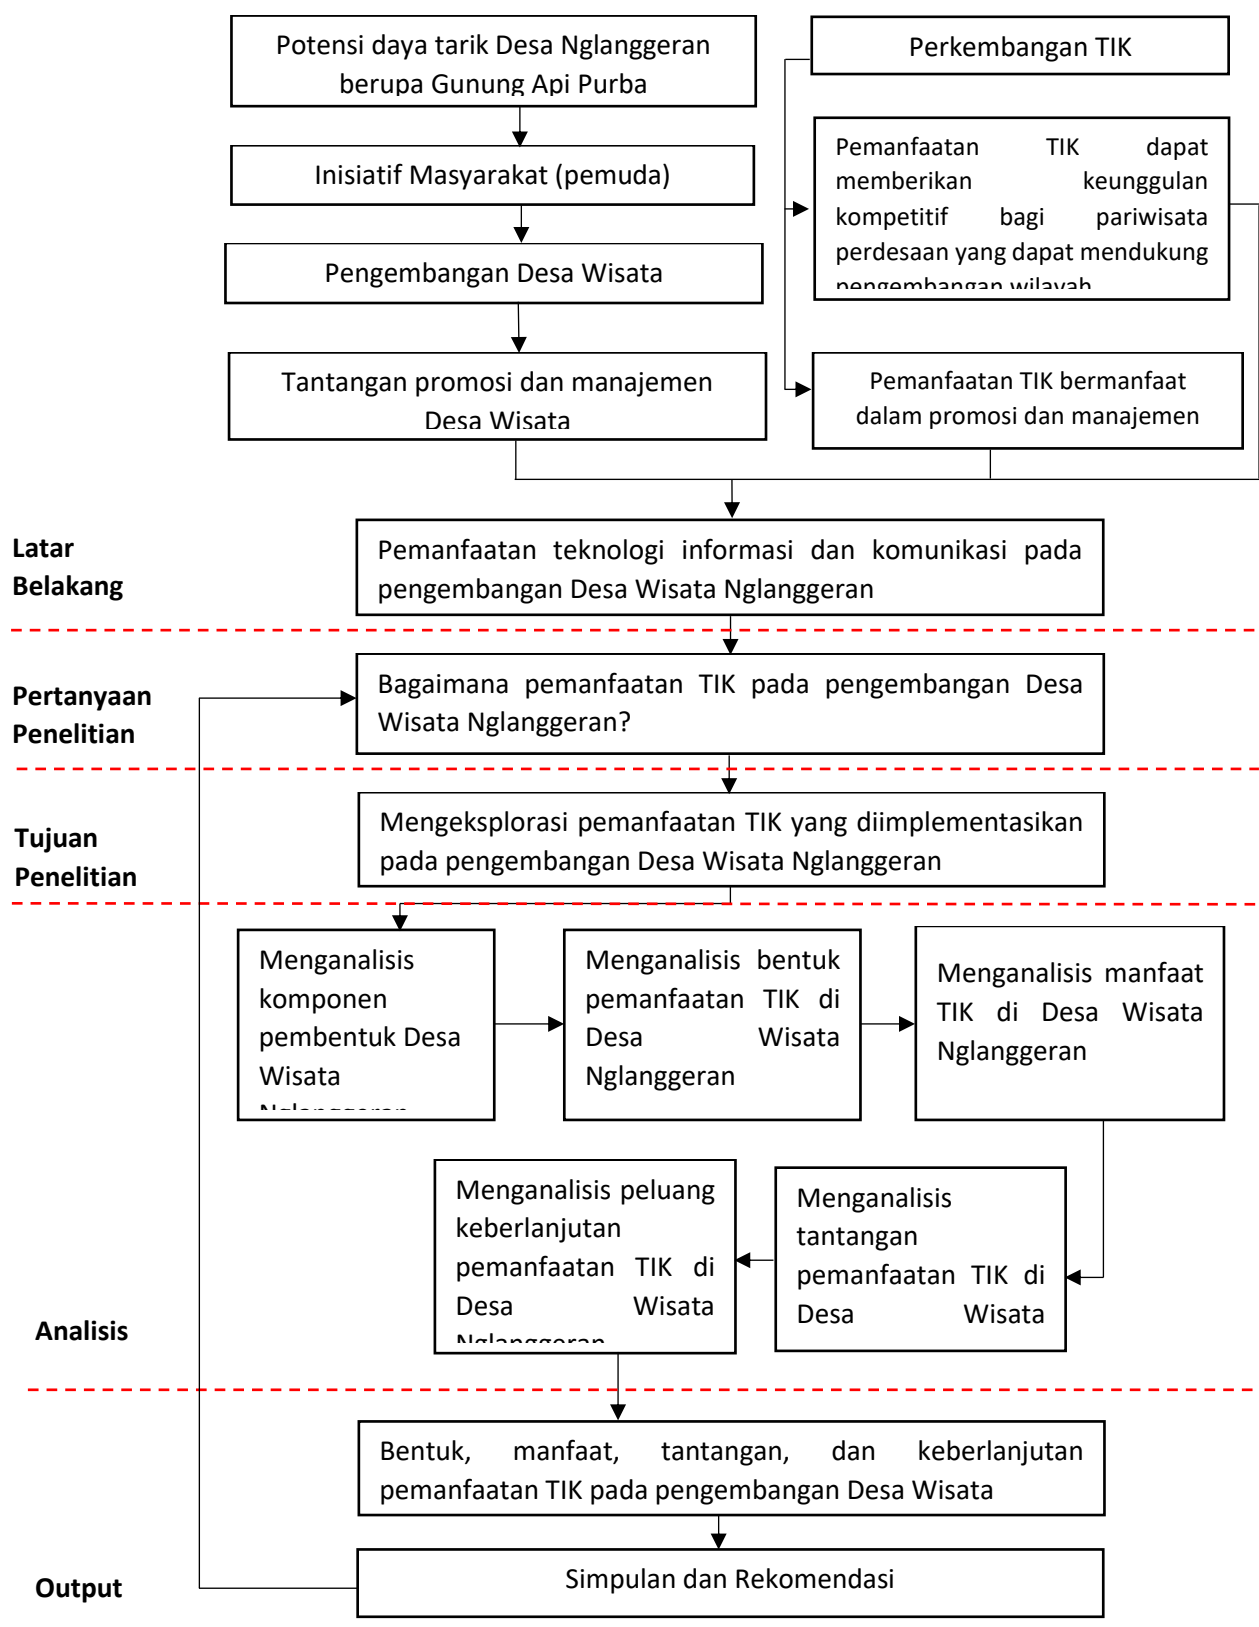 Potensi daya tarik Desa Nglanggeran
berupa Gunung Api Purba
Perkembangan TIK
Inisiatif Masyarakat (pemuda)
Pemanfaatan TIK dapat
memberikan keunggulan
kompetitif bagi pariwisata
perdesaan yang dapat mendukung
pengembangan wilayah
Pengembangan Desa Wisata
Tantangan promosi dan manajemen
Desa Wisata
Pemanfaatan TIK bermanfaat
dalam promosi dan manajemen
Latar
Belakang
Pemanfaatan teknologi informasi dan komunikasi pada
pengembangan Desa Wisata Nglanggeran
Pertanyaan
Penelitian
Bagaimana pemanfaatan TIK pada pengembangan Desa
Wisata Nglanggeran?
Tujuan
Penelitian
Mengeksplorasi pemanfaatan TIK yang diimplementasikan
pada pengembangan Desa Wisata Nglanggeran
Menganalisis
komponen
pembentuk Desa
Wisata
Nglanggeran
Menganalisis bentuk
pemanfaatan TIK di
Desa Wisata
Nglanggeran
Menganalisis manfaat
TIK di Desa Wisata
Nglanggeran
Menganalisis peluang
keberlanjutan
pemanfaatan TIK di
Desa Wisata
Nglanggeran
Menganalisis
tantangan
pemanfaatan TIK di
Desa Wisata
Analisis
Bentuk, manfaat, tantangan, dan keberlanjutan
pemanfaatan TIK pada pengembangan Desa Wisata
Output
Simpulan dan Rekomendasi